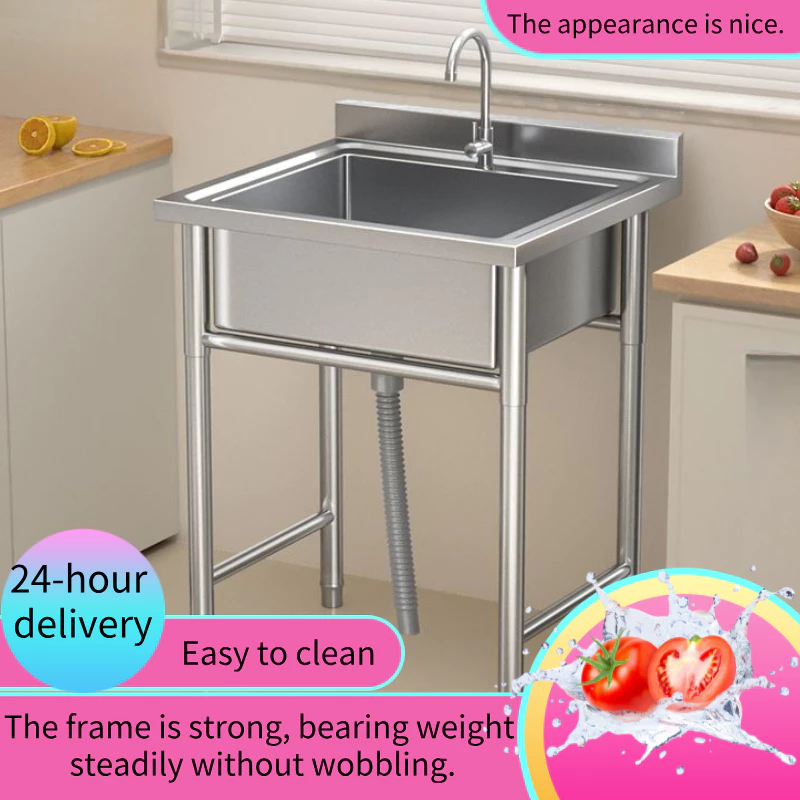 The appearance is nice.
24-hour
delivery
Easy to clean
The frame is strong, bearing weight
steadily without wobbling.